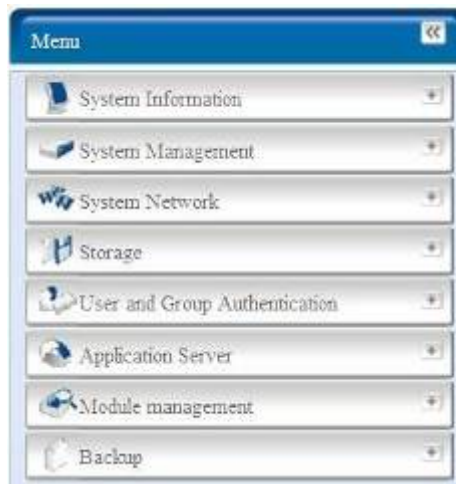 Menu
System Information
System Management
System Network
Storage
User and Group Authentication
Application Server
Module management
Backup